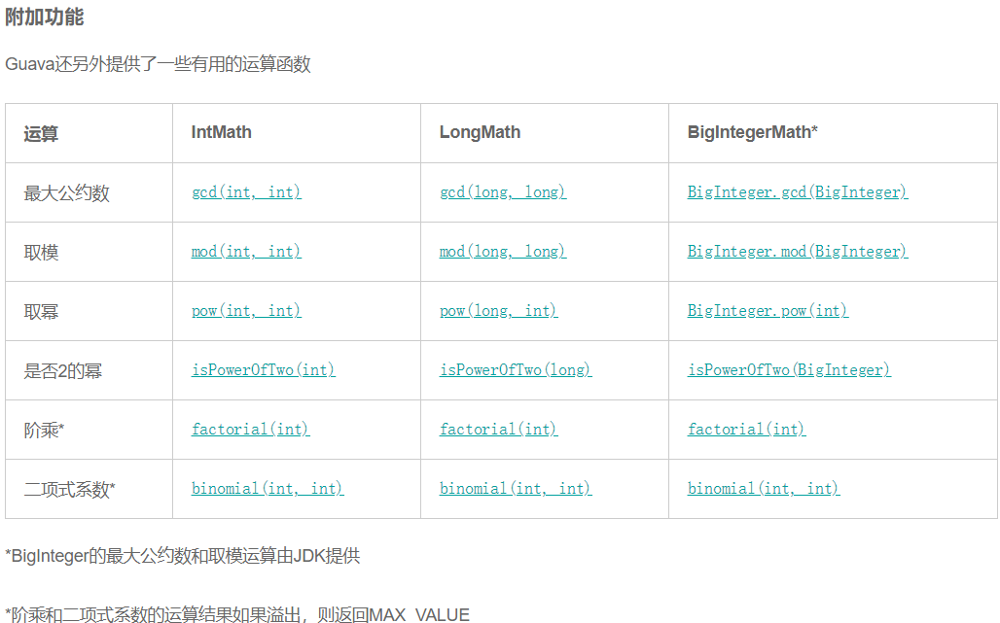 附加功能
Guava还另外提供了一些有用的运算函数
运算 IntMath LongMath BigIntegerMath*
最大公约数 gcd(int, int) gcd(long, long) BigInteger.gcd(BigInteger)
取模 mod(int, int) mod(long, long) BigInteger.mod(BigInteger)
取幂 pow(int, int) pow(long, int) BigInteger.pow(int)
是否2的幂 isPowerOfTwo(int) isPowerOfTwo(long) isPowerOfTwo(BigInteger)
阶乘* factorial(int) factorial(int) factorial(int)
二项式系数* binomial(int, int) binomial(int, int) binomial(int, int)
*BigInteger的最大公约数和取模运算由JDK提供
*阶乘和二项式系数的运算结果如果溢出，则返回MAX_VALUE